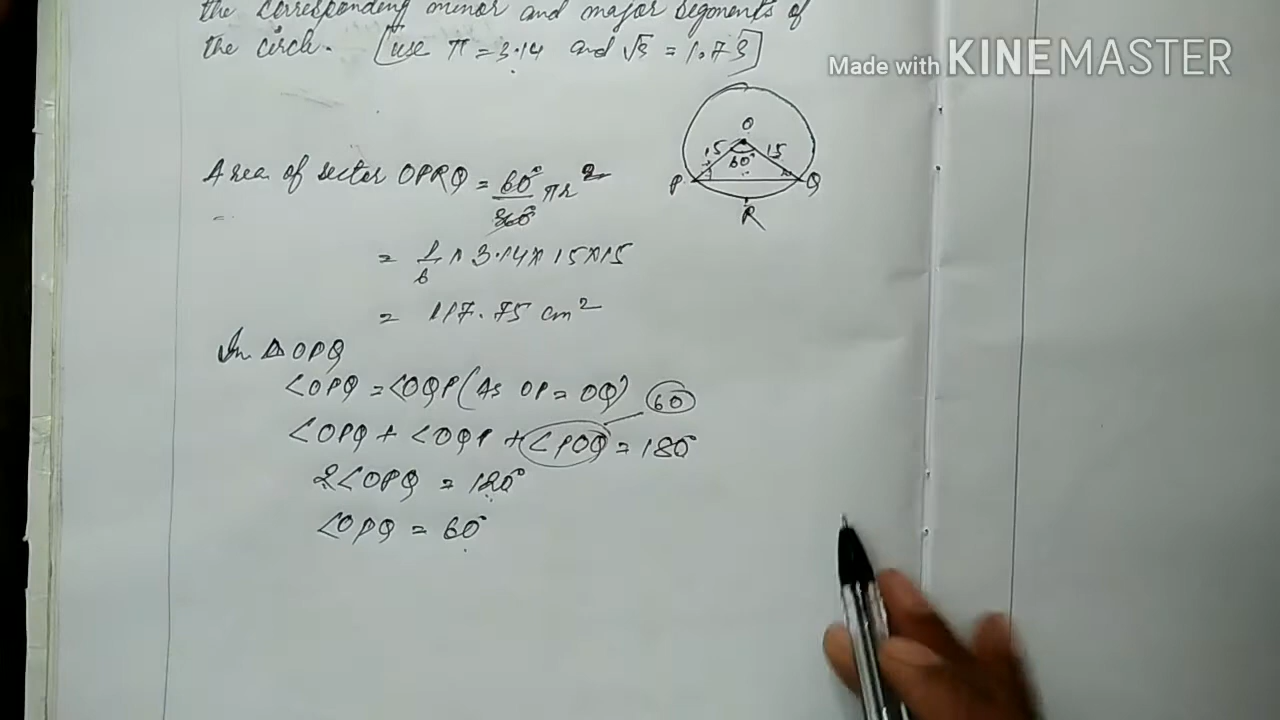 the corresponding minor and major segments of
the circle. [use π = 3.14 and √3 = 1.73]
Made with KINEMASTER
O
15 15
60°
P Q
R
Area of sector OPRQ = 60°/360° πr²
= 1/6 × 3.14 × 15 × 15
= 117.75 cm²
In △OPQ
∠OPQ = ∠OQP (As OP = OQ) 60
∠OPQ + ∠OQP + ∠POQ = 180°
2∠OPQ = 120°
∠OPQ = 60°